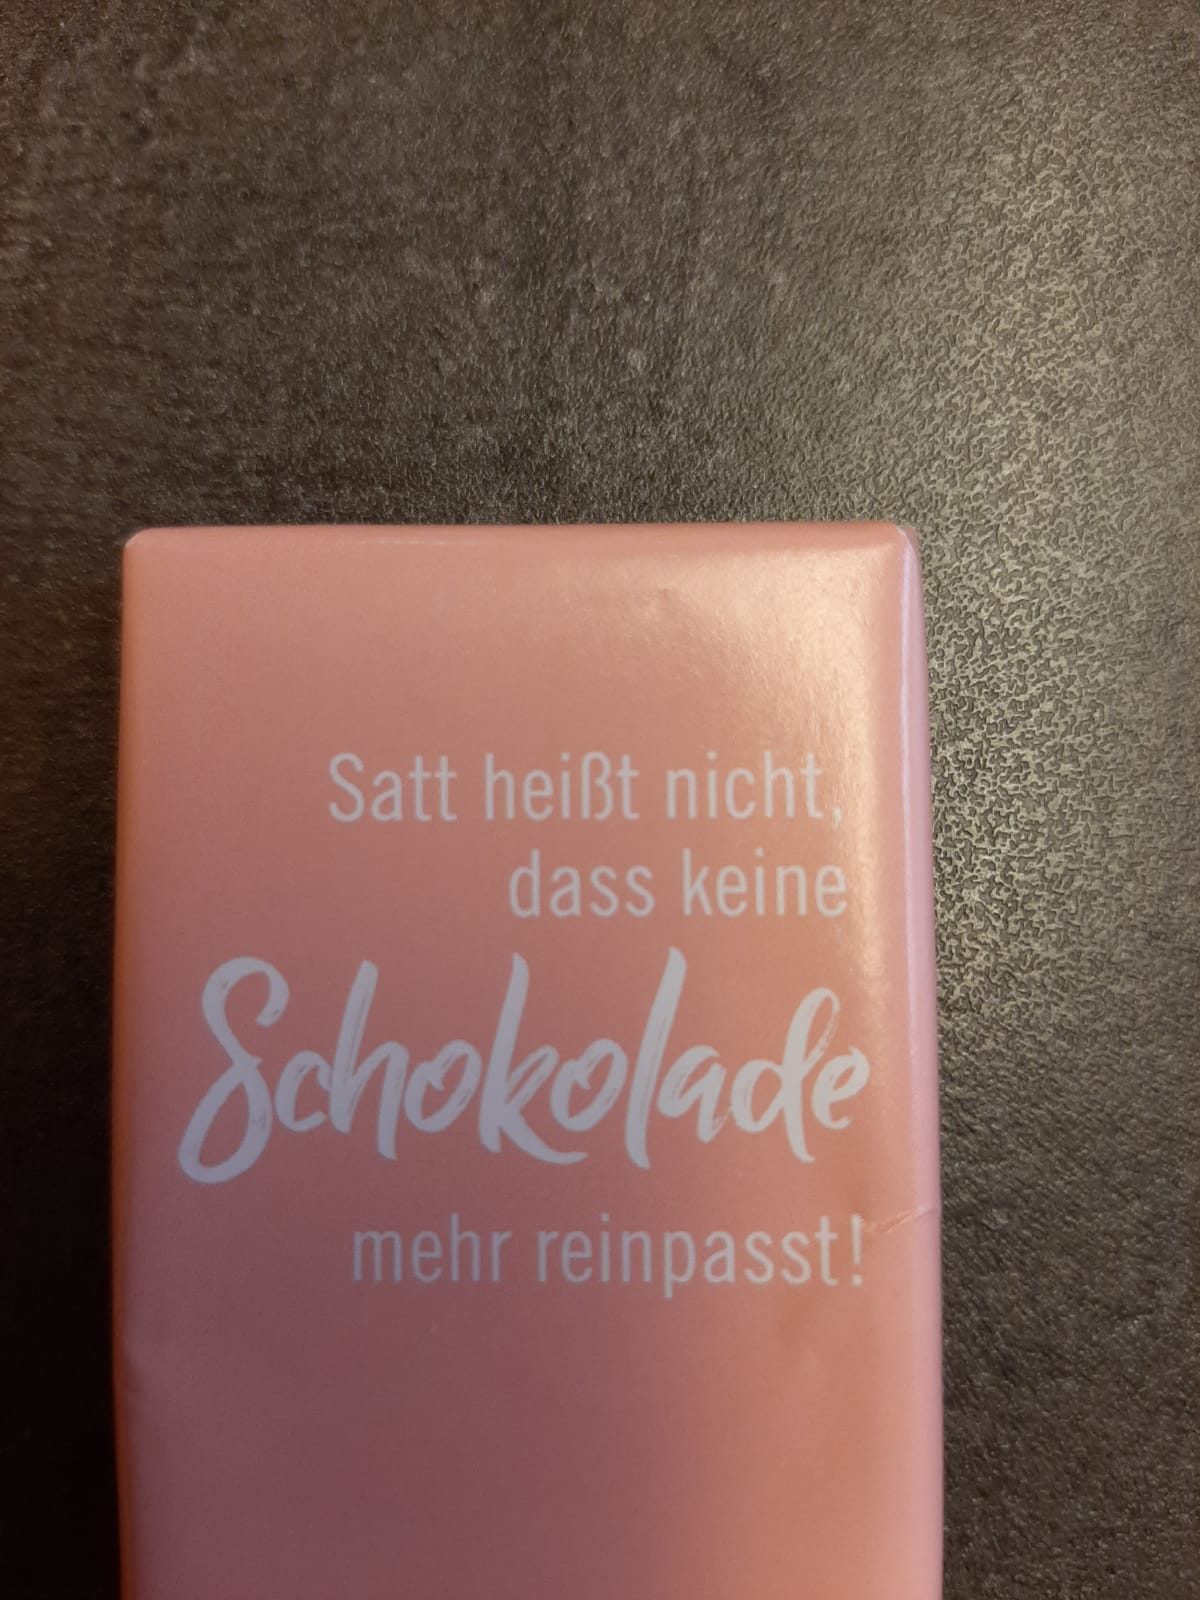 Satt heißt nicht,
dass keine
Schokolade
mehr reinpasst!